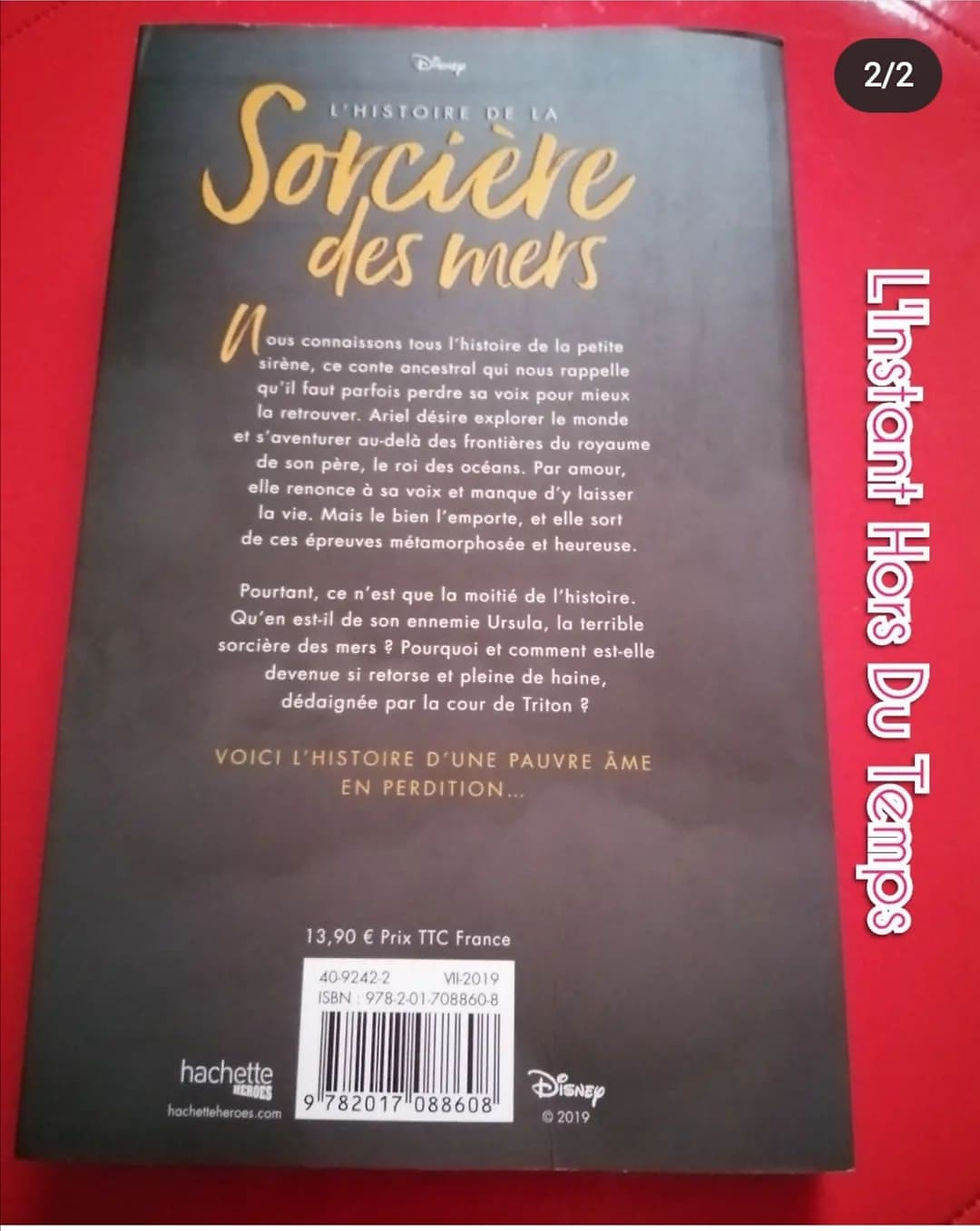 Disney
L'HISTOIRE DE LA
Sorcière
des mers
Nous connaissons tous l'histoire de la petite
sirène, ce conte ancestral qui nous rappelle
qu'il faut parfois perdre sa voix pour mieux
la retrouver. Ariel désire explorer le monde
et s'aventurer au-delà des frontières du royaume
de son père, le roi des océans. Par amour,
elle renonce à sa voix et manque d'y laisser
la vie. Mais le bien l'emporte, et elle sort
de ces épreuves métamorphosée et heureuse.
Pourtant, ce n'est que la moitié de l'histoire.
Qu'en est-il de son ennemie Ursula, la terrible
sorcière des mers ? Pourquoi et comment est-elle
devenue si retorse et pleine de haine,
dédaignée par la cour de Triton ?
VOICI L'HISTOIRE D'UNE PAUVRE ÂME
EN PERDITION...
13,90 € Prix TTC France
40-9242-2 VII-2019
ISBN : 978-2-01-708860-8
9 782017 088608
hachette
HEROES
hachetteheroes.com
Disney
© 2019
2/2
L'Instant Hors Du Temps